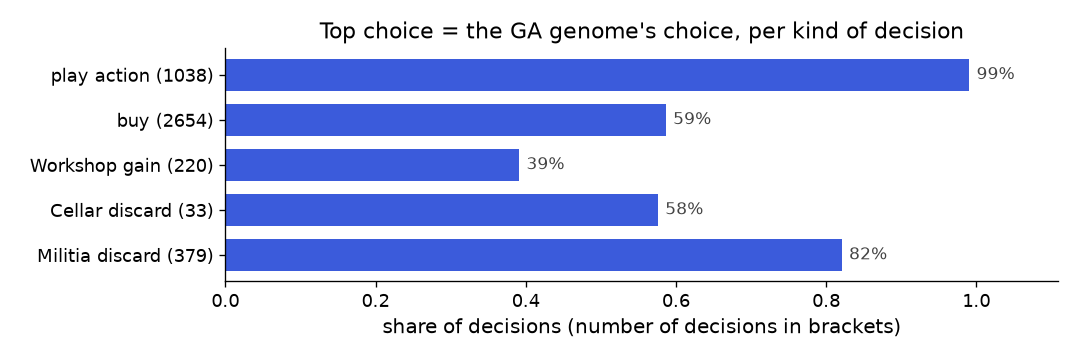 Top choice = the GA genome's choice, per kind of decision
play action (1038)
99%
buy (2654)
59%
Workshop gain (220)
39%
Cellar discard (33)
58%
Militia discard (379)
82%
0.0 0.2 0.4 0.6 0.8 1.0
share of decisions (number of decisions in brackets)